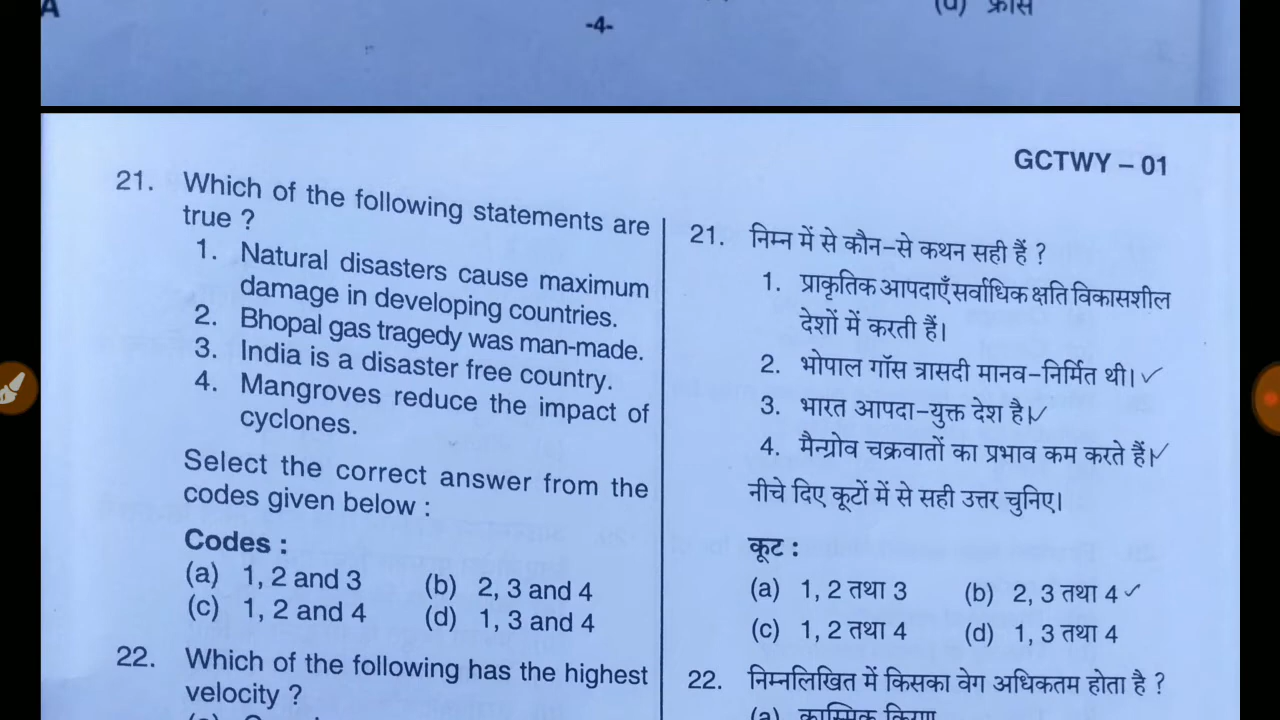 A
-4-
GCTWY – 01
21. Which of the following statements are
true ?
1. Natural disasters cause maximum
damage in developing countries.
2. Bhopal gas tragedy was man-made.
3. India is a disaster free country.
4. Mangroves reduce the impact of
cyclones.
Select the correct answer from the
codes given below :
Codes :
(a) 1, 2 and 3 (b) 2, 3 and 4
(c) 1, 2 and 4 (d) 1, 3 and 4
22. Which of the following has the highest
velocity ?
21. निम्न में से कौन-से कथन सही हैं ?
1. प्राकृतिक आपदाएँ सर्वाधिक क्षति विकासशील
देशों में करती हैं।
2. भोपाल गॉस त्रासदी मानव-निर्मित थी। ✓
3. भारत आपदा-युक्त देश है। ✓
4. मैन्ग्रोव चक्रवातों का प्रभाव कम करते हैं। ✓
नीचे दिए कूटों में से सही उत्तर चुनिए।
कूट :
(a) 1, 2 तथा 3 (b) 2, 3 तथा 4 ✓
(c) 1, 2 तथा 4 (d) 1, 3 तथा 4
22. निम्नलिखित में किसका वेग अधिकतम होता है ?